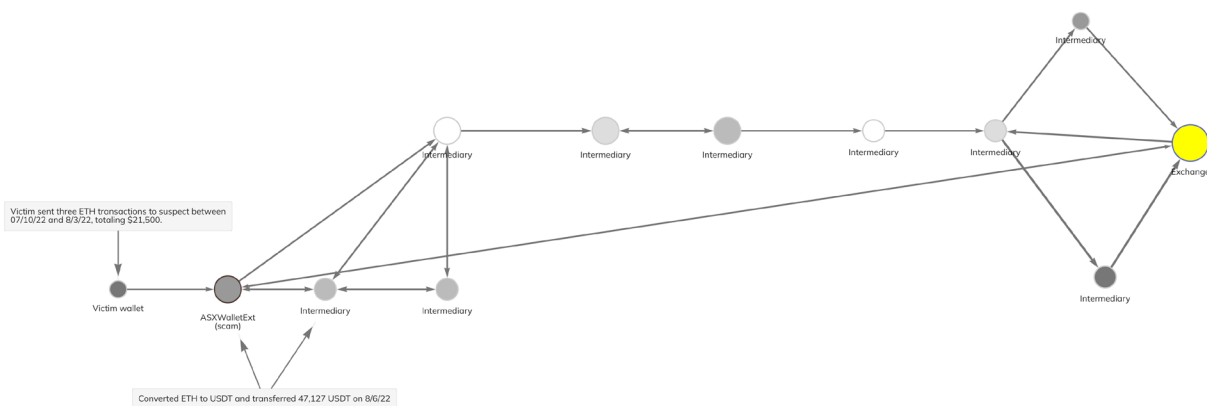 Intermediary
Intermediary
Intermediary
Intermediary
Intermediary
Intermediary
Exchange
Victim sent three ETH transactions to suspect between
07/10/22 and 8/3/22, totaling $21,500.
Victim wallet
ASXWalletExt
(scam)
Intermediary
Intermediary
Intermediary
Converted ETH to USDT and transferred 47,127 USDT on 8/6/22